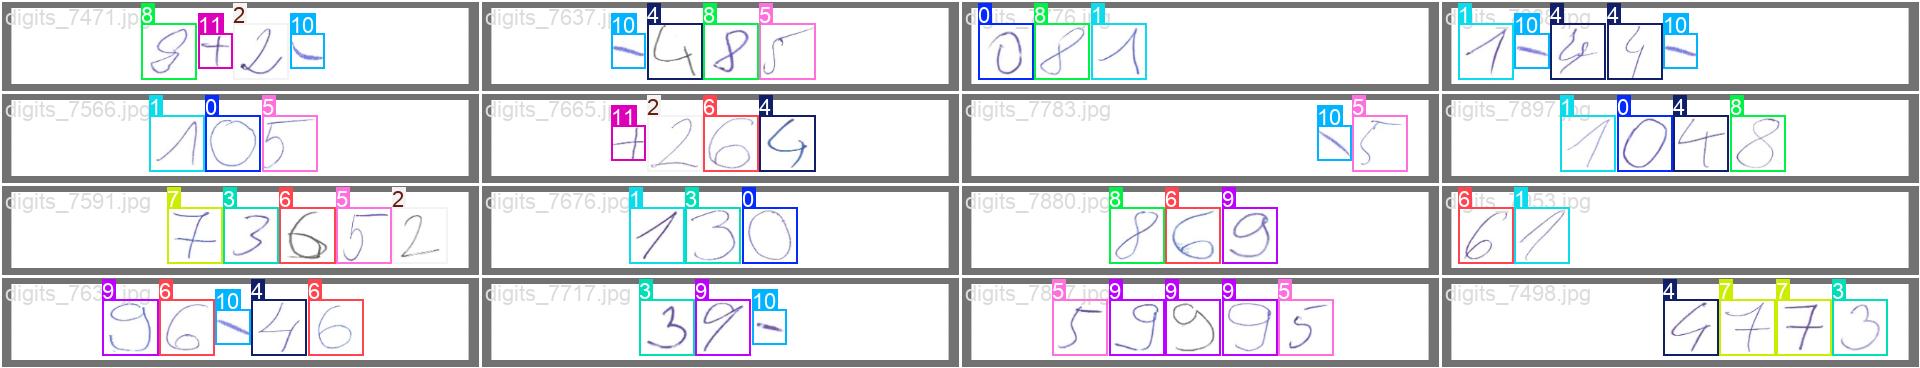 digits_7471.jpg
8 11 2 10
8+2-
digits_7637.jpg
10 4 8 5
-485
0 8 1
081
1 10 4 4 10
1-44-
digits_7566.jpg
1 0 5
105
digits_7665.jpg
11 2 6 4
+264
digits_7783.jpg
10 5
-5
digits_7897.jpg
1 0 4 8
1048
digits_7591.jpg
7 3 6 5 2
73652
digits_7676.jpg
1 3 0
130
digits_7880.jpg
8 6 9
869
6 1
61
9 6 10 4 6
96-46
digits_7717.jpg
3 9 10
39-
5 9 9 9 5
59995
digits_7498.jpg
4 7 7 3
4773